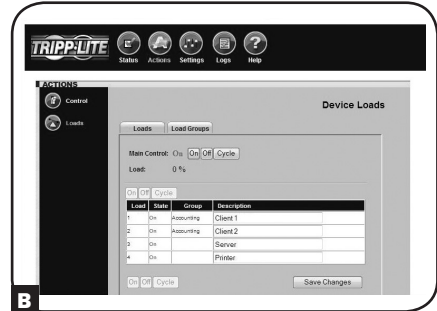 TRIPP·LITE
Status Actions Settings Logs Help
ACTIONS
Control
Loads
Device Loads
Loads Load Groups
Main Control: On On Off Cycle
Load: 0 %
On Off Cycle
Load State Group Description
1 On Accounting Client 1
2 On Accounting Client 2
3 On Server
4 On Printer
On Off Cycle Save Changes
B